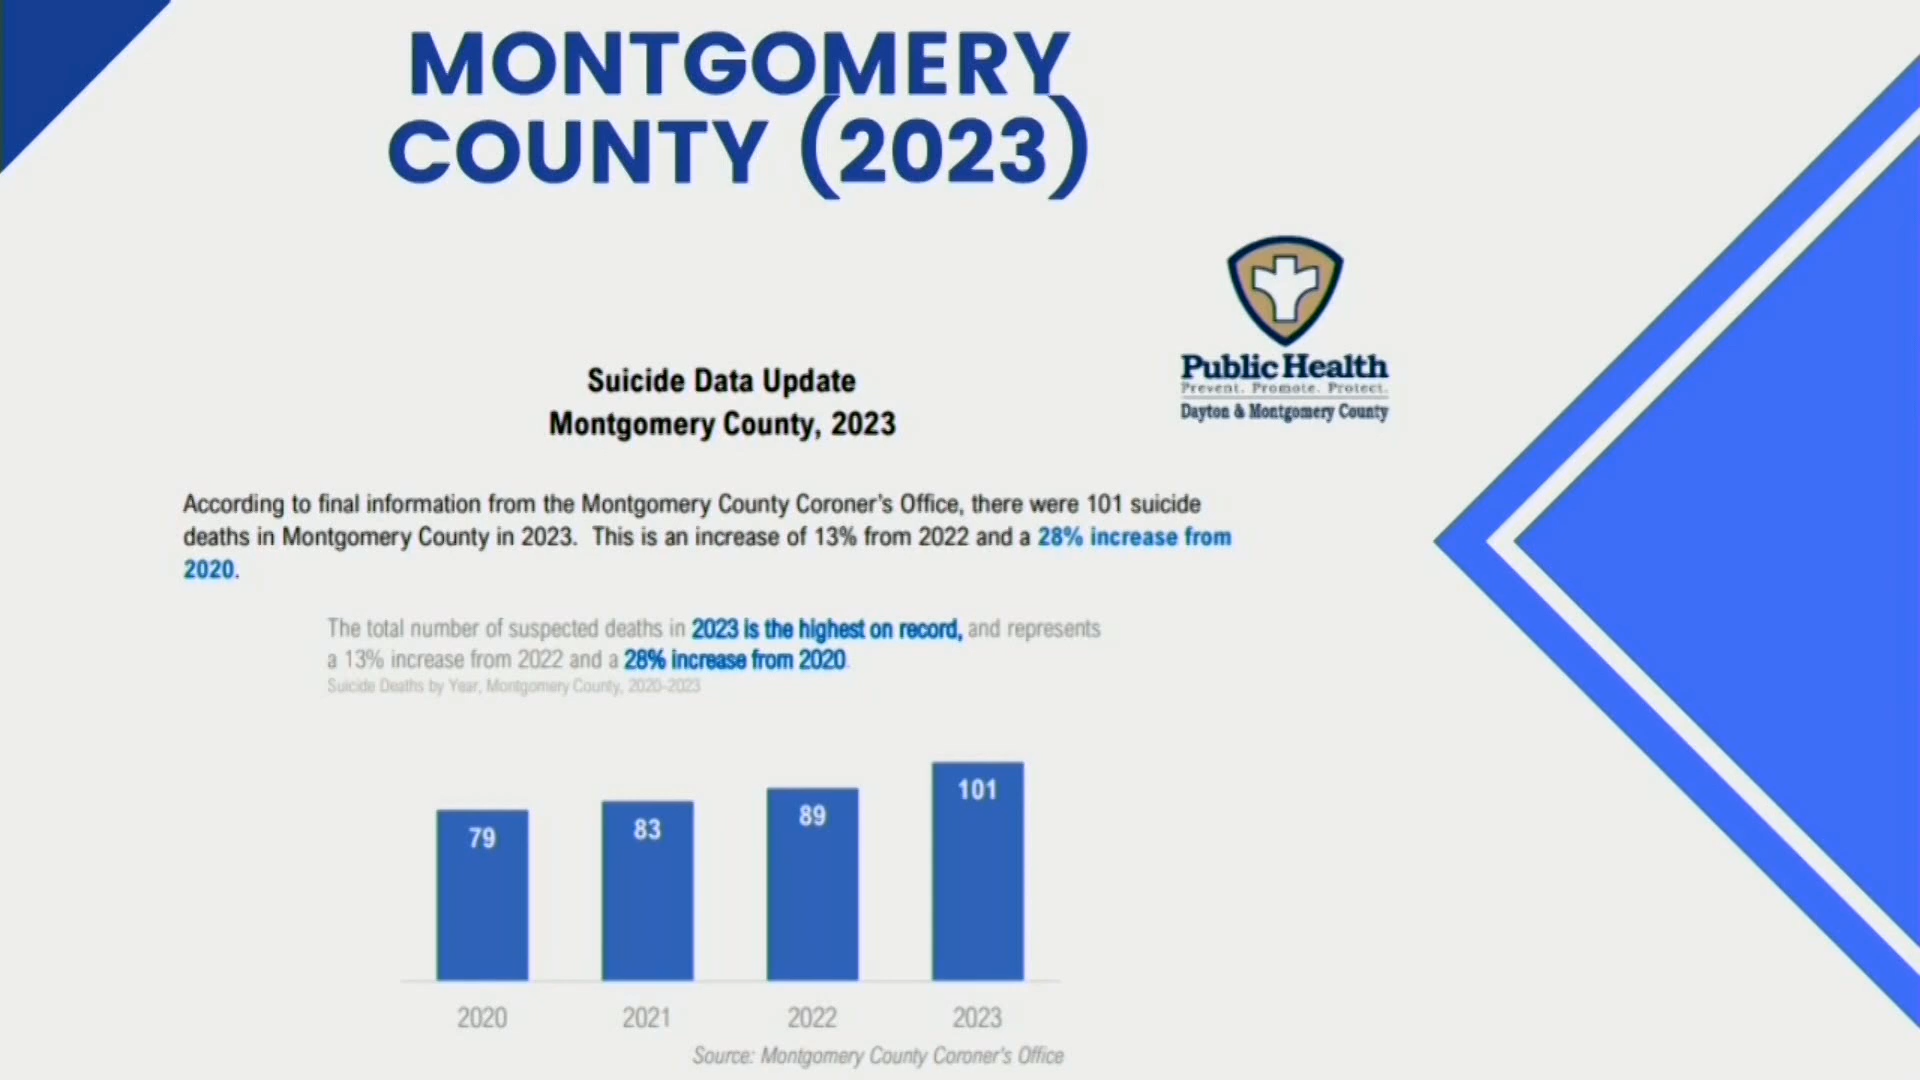 MONTGOMERY
COUNTY (2023)
Public Health
Prevent. Promote. Protect.
Dayton & Montgomery County
Suicide Data Update
Montgomery County, 2023
According to final information from the Montgomery County Coroner's Office, there were 101 suicide
deaths in Montgomery County in 2023. This is an increase of 13% from 2022 and a 28% increase from
2020.
The total number of suspected deaths in 2023 is the highest on record, and represents
a 13% increase from 2022 and a 28% increase from 2020.
Suicide Deaths by Year, Montgomery County, 2020-2023
79
83
89
101
2020
2021
2022
2023
Source: Montgomery County Coroner's Office